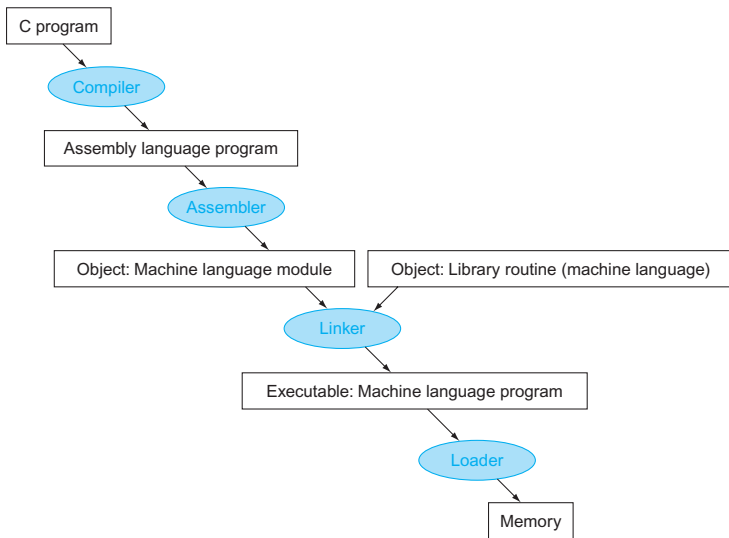 C program
Compiler
Assembly language program
Assembler
Object: Machine language module
Object: Library routine (machine language)
Linker
Executable: Machine language program
Loader
Memory